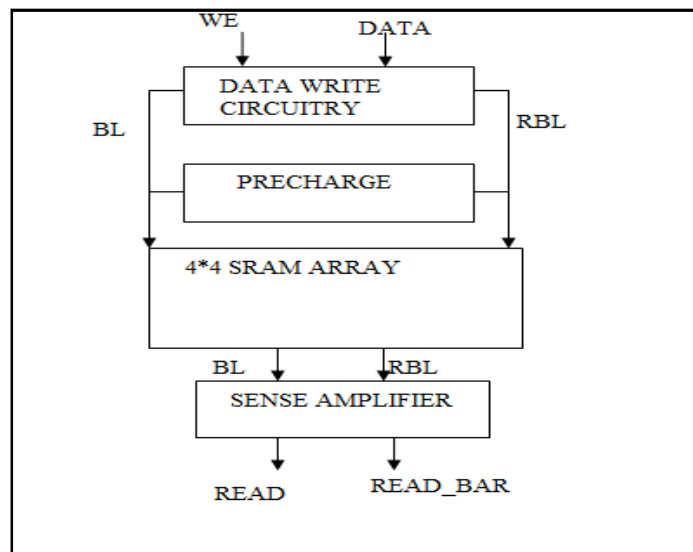 WE
DATA
DATA WRITE
CIRCUITRY
BL
RBL
PRECHARGE
4*4 SRAM ARRAY
BL
RBL
SENSE AMPLIFIER
READ
READ_BAR